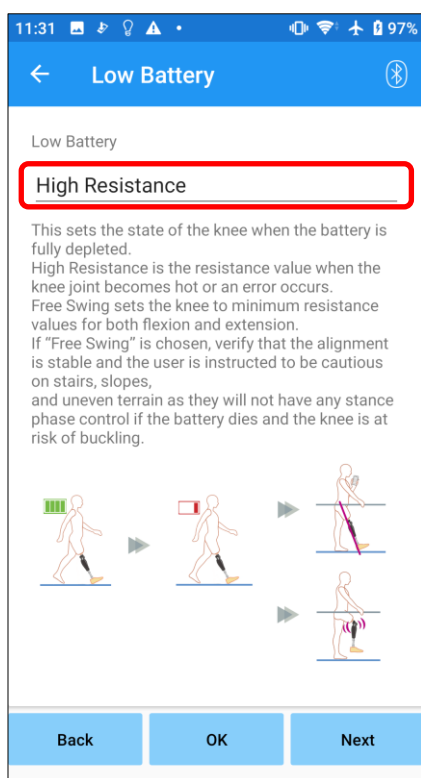 11:31 97%
Low Battery
Low Battery
High Resistance
This sets the state of the knee when the battery is
fully depleted.
High Resistance is the resistance value when the
knee joint becomes hot or an error occurs.
Free Swing sets the knee to minimum resistance
values for both flexion and extension.
If “Free Swing” is chosen, verify that the alignment
is stable and the user is instructed to be cautious
on stairs, slopes,
and uneven terrain as they will not have any stance
phase control if the battery dies and the knee is at
risk of buckling.
Back OK Next